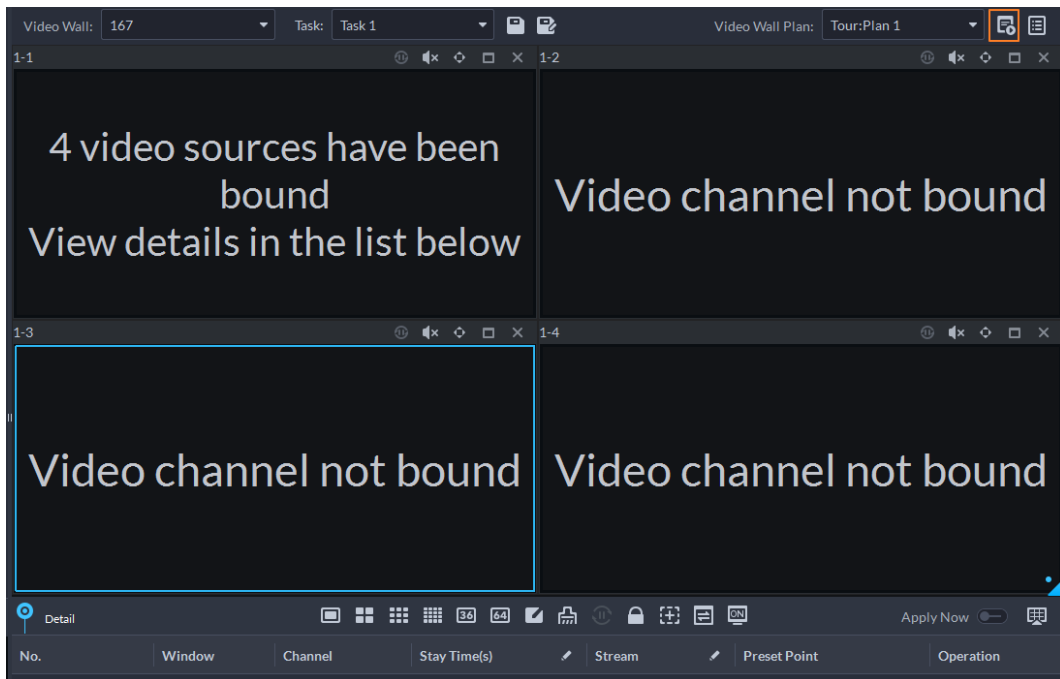 Video Wall: 167 Task: Task 1 Video Wall Plan: Tour:Plan 1
1-1
1-2
4 video sources have been
bound
View details in the list below
Video channel not bound
1-3
1-4
Video channel not bound
Video channel not bound
Detail 36 64 ON Apply Now
No. Window Channel Stay Time(s) Stream Preset Point Operation